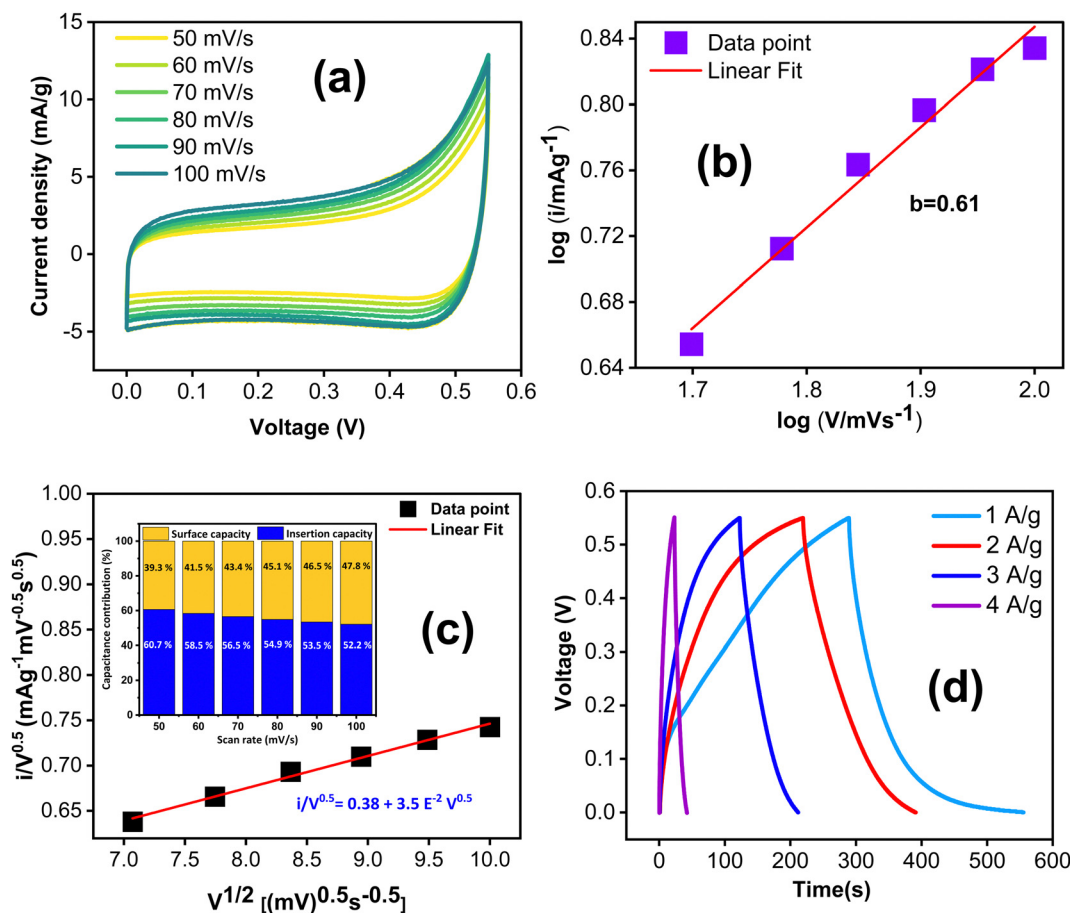 15
10
5
0
-5
Current density (mA/g)
50 mV/s
60 mV/s
70 mV/s
80 mV/s
90 mV/s
100 mV/s
(a)
0.0 0.1 0.2 0.3 0.4 0.5 0.6
Voltage (V)
0.84
0.80
0.76
0.72
0.68
0.64
log (i/mAg-1)
Data point
Linear Fit
(b)
b=0.61
1.7 1.8 1.9 2.0
log (V/mVs-1)
1.00
0.95
0.90
0.85
0.80
0.75
0.70
0.65
i/V0.5 (mAg-1mV-0.5s0.5)
Data point
Linear Fit
Surface capacity Insertion capacity
100
80
60
40
20
0
Capacitance contribution (%)
39.3 % 41.5 % 43.4 % 45.1 % 46.5 % 47.8 %
60.7 % 58.5 % 56.5 % 54.9 % 53.5 % 52.2 %
50 60 70 80 90 100
Scan rate (mV/s)
(c)
i/V0.5= 0.38 + 3.5 E-2 V0.5
7.0 7.5 8.0 8.5 9.0 9.5 10.0
V1/2 [(mV)0.5s-0.5]
0.6
0.5
0.4
0.3
0.2
0.1
0.0
Voltage (V)
1 A/g
2 A/g
3 A/g
4 A/g
(d)
0 100 200 300 400 500 600
Time(s)